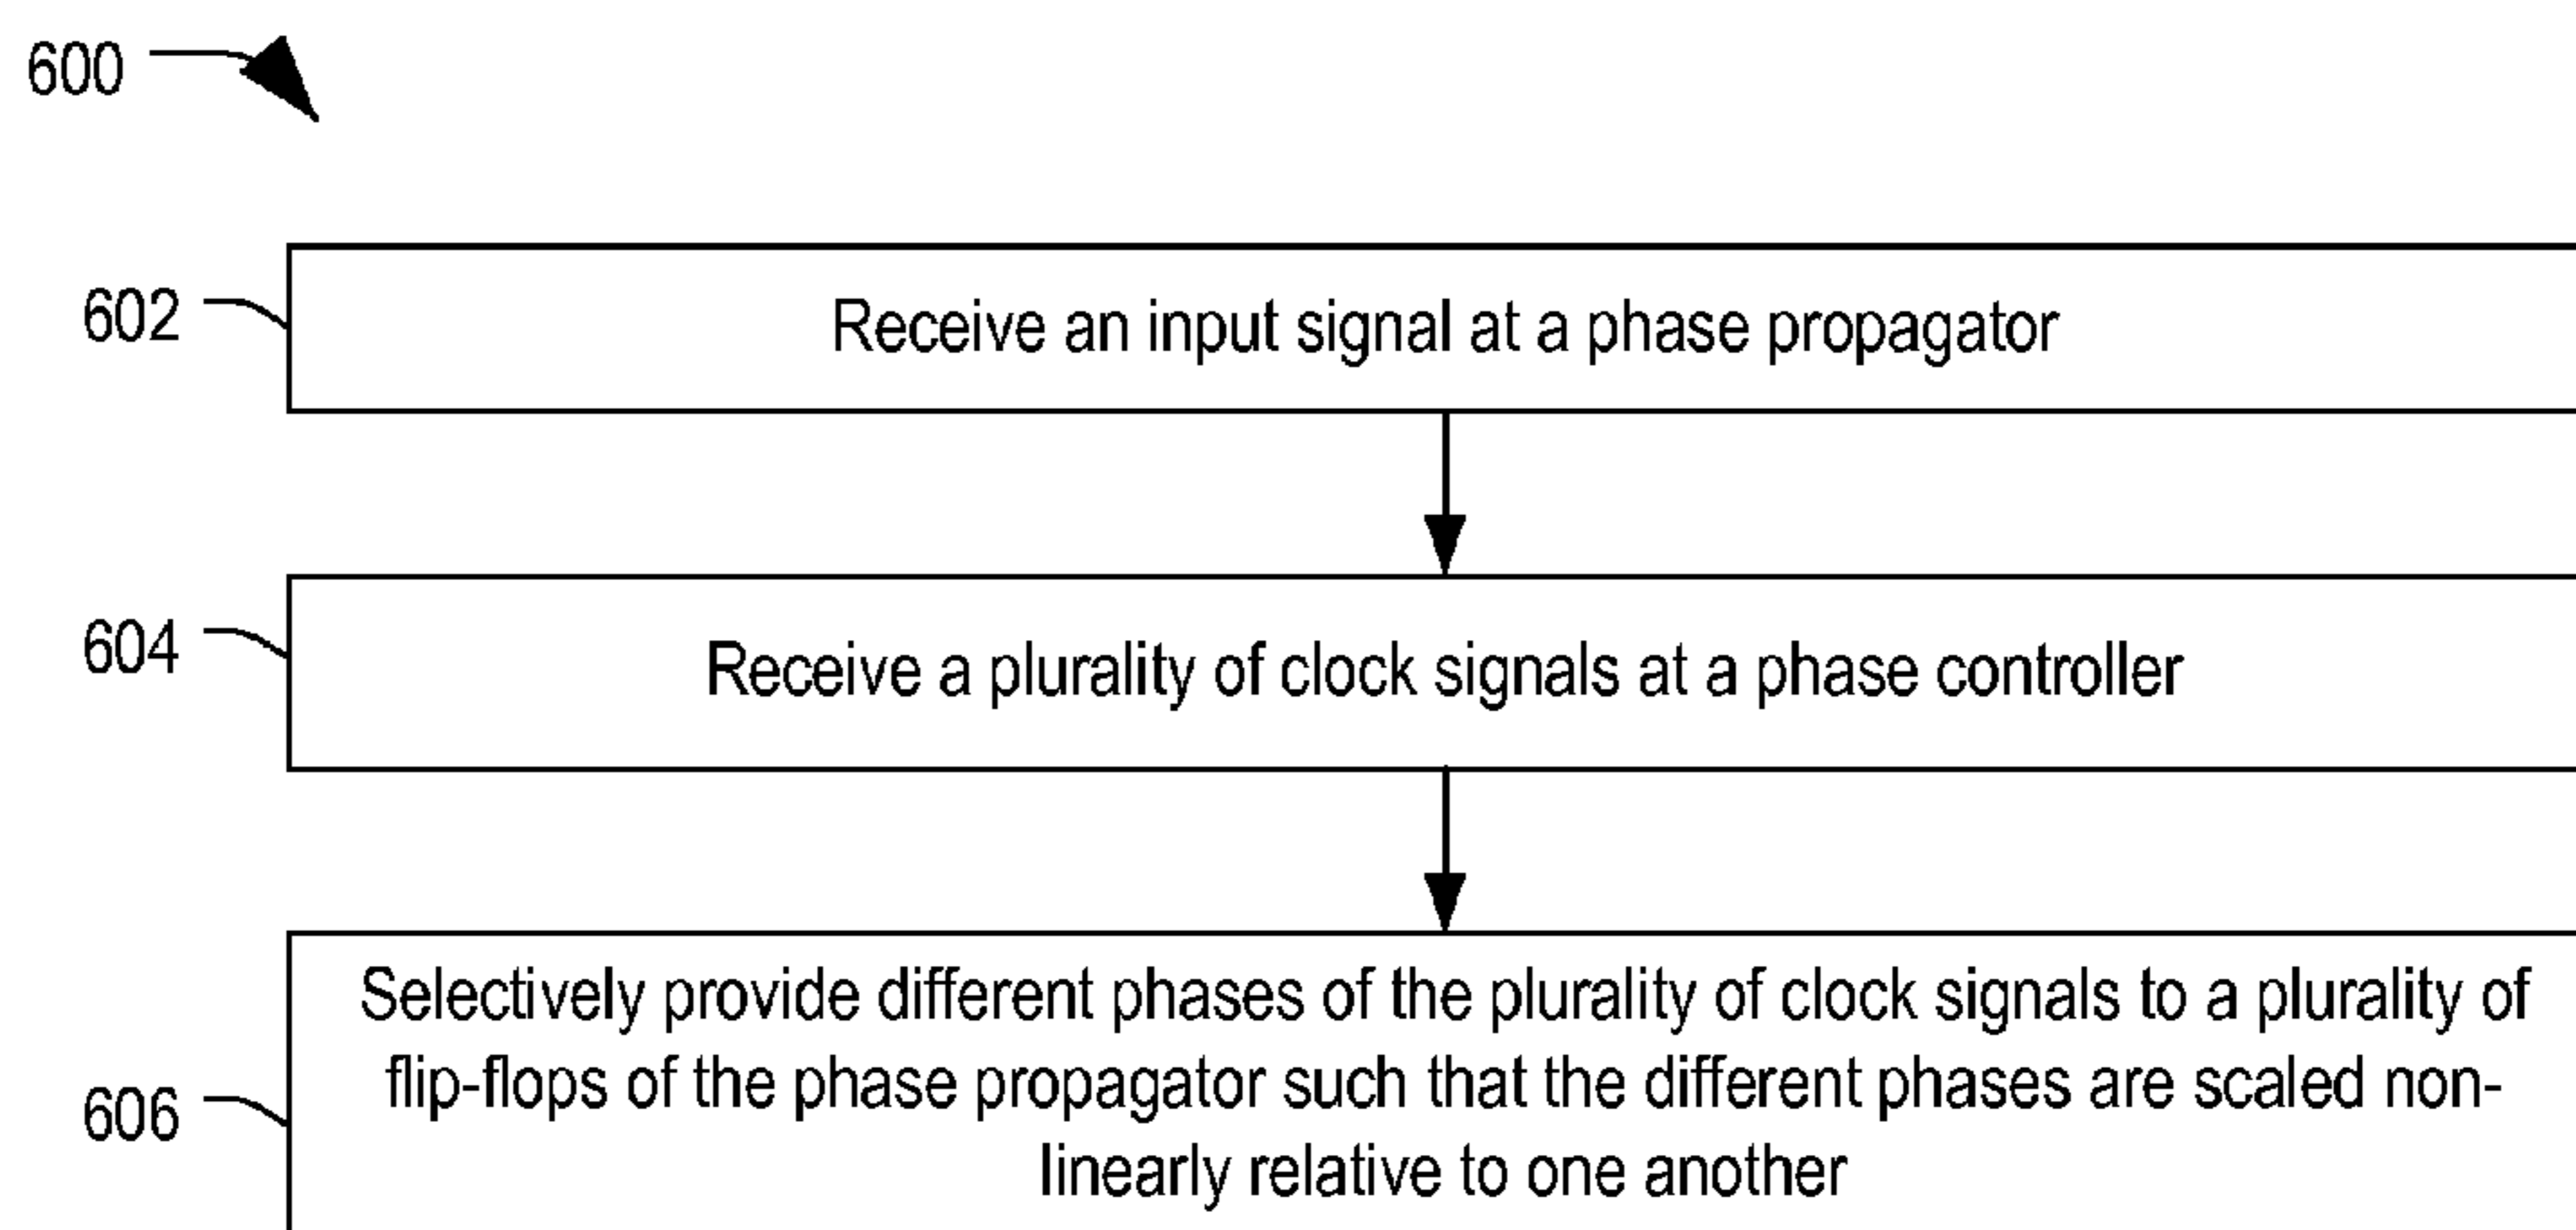 600
602
Receive an input signal at a phase propagator
604
Receive a plurality of clock signals at a phase controller
606
Selectively provide different phases of the plurality of clock signals to a plurality of
flip-flops of the phase propagator such that the different phases are scaled non-
linearly relative to one another